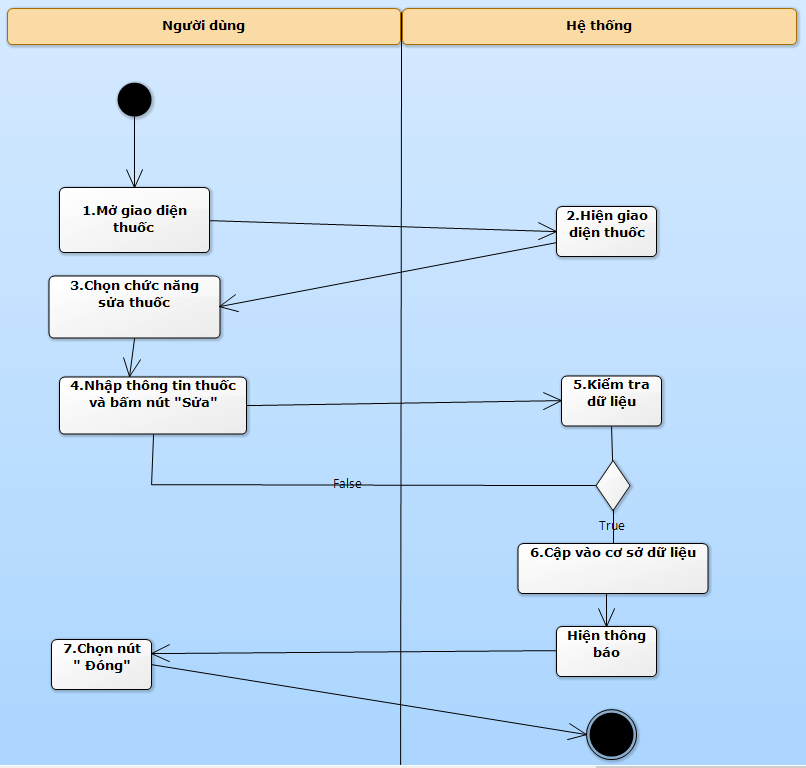 Người dùng
Hệ thống
1.Mở giao diện
thuốc
2.Hiện giao
diện thuốc
3.Chọn chức năng
sửa thuốc
4.Nhập thông tin thuốc
và bấm nút "Sửa"
5.Kiểm tra
dữ liệu
False
True
6.Cập vào cơ sở dữ liệu
Hiện thông
báo
7.Chọn nút
" Đóng"